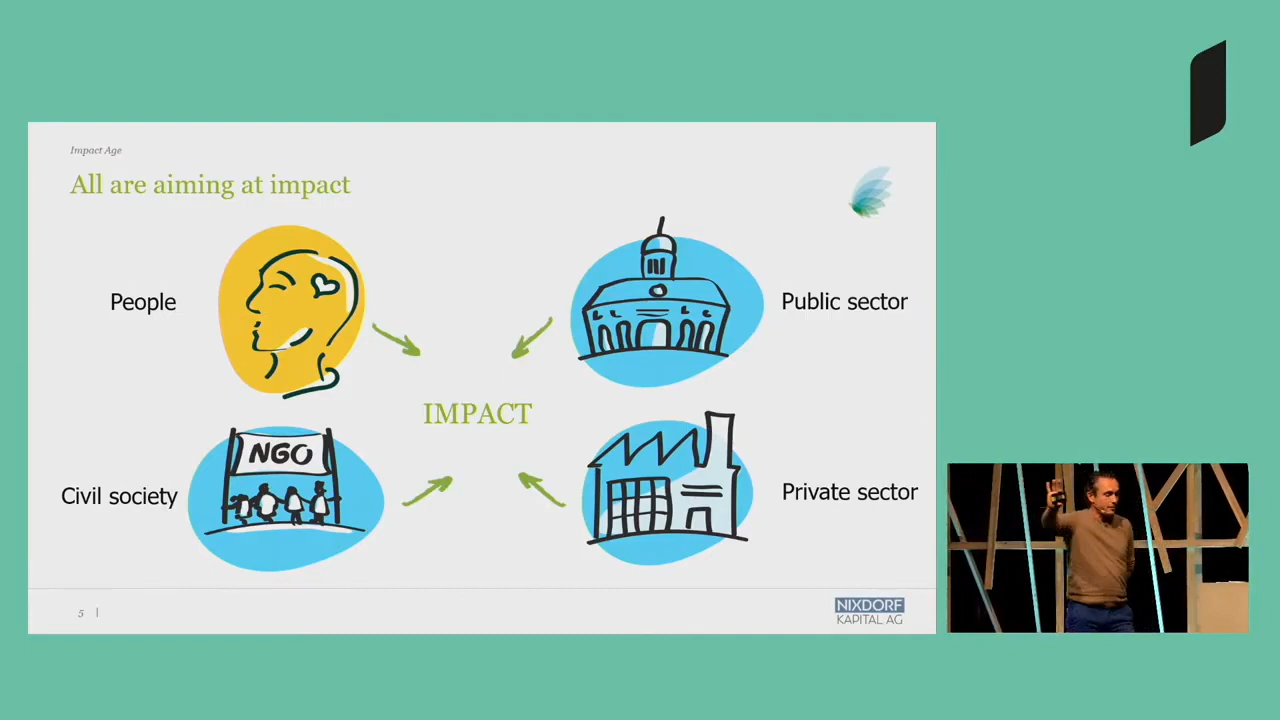 Impact Age
All are aiming at impact
People
Public sector
IMPACT
NGO
Civil society
Private sector
5 |
NIXDORF
KAPITAL AG